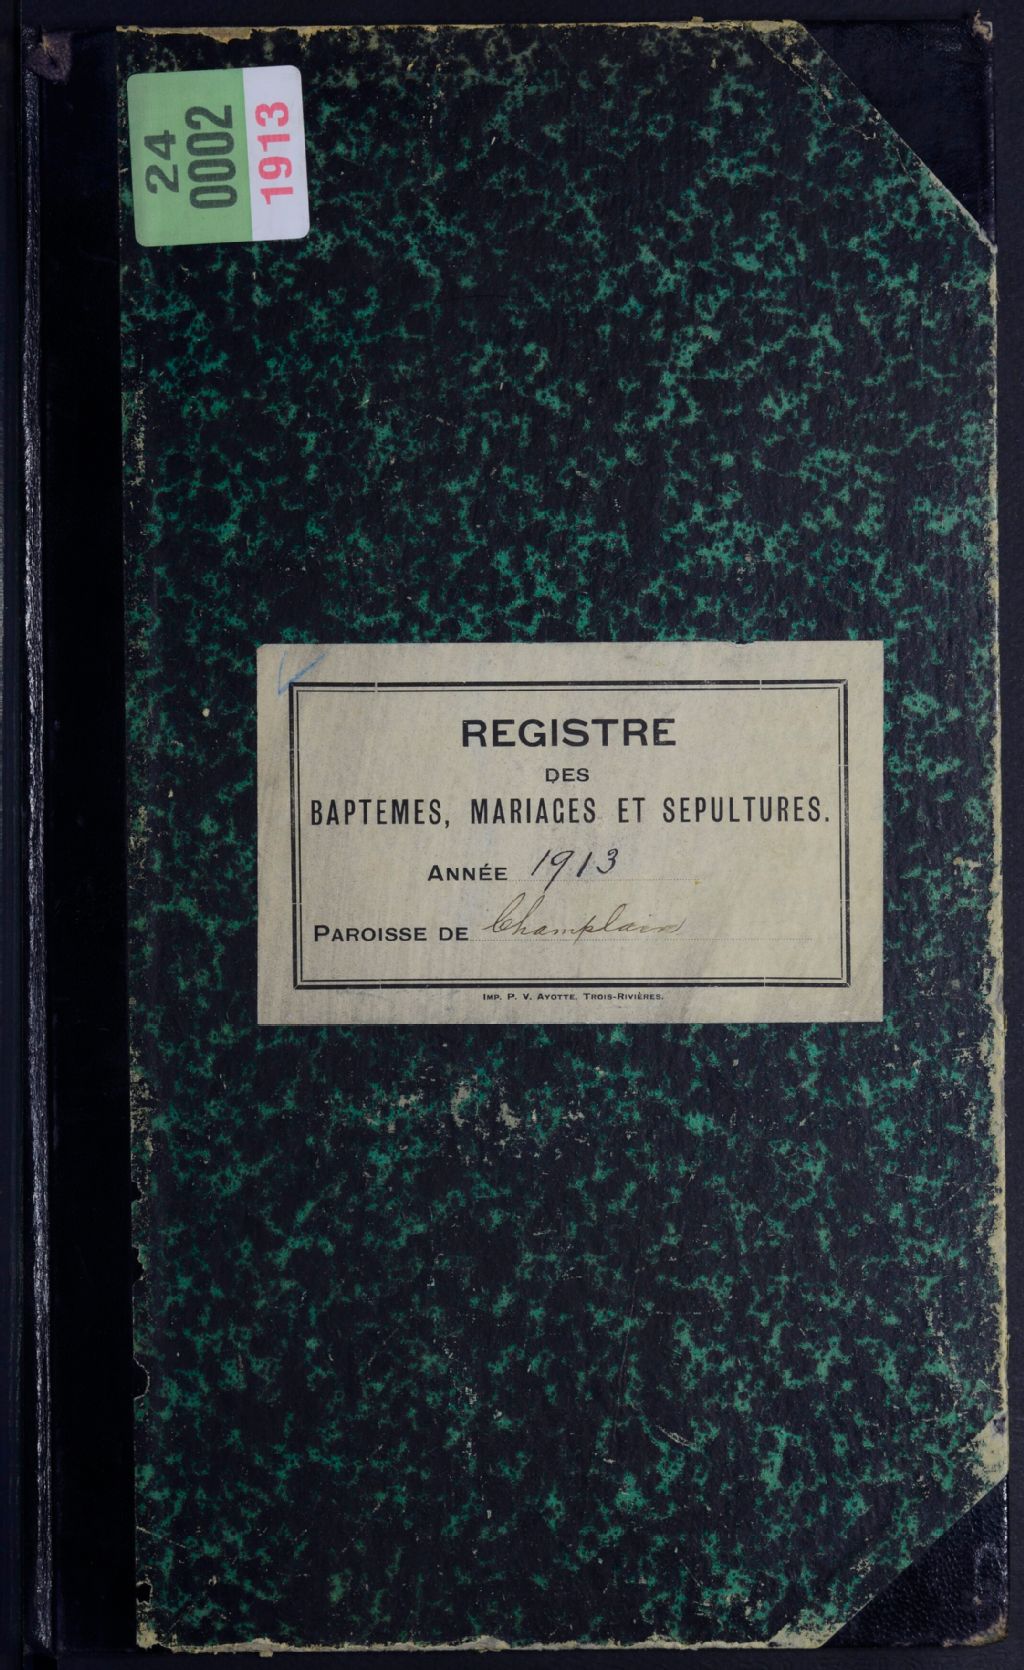 24
0002
1913
REGISTRE
DES
BAPTEMES, MARIAGES ET SEPULTURES.
ANNÉE 1913
PAROISSE DE Champlain
IMP. P. V. AYOTTE. TROIS-RIVIÈRES.